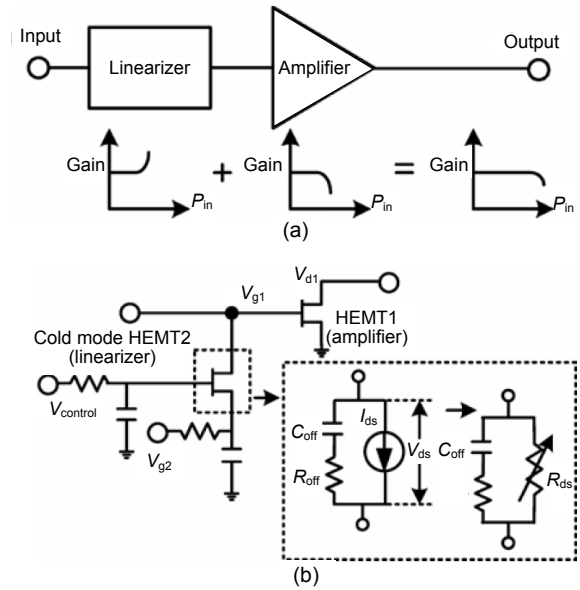 Input
Output
Linearizer
Amplifier
Gain
Pin
+
Gain
Pin
=
Gain
Pin
(a)
Vd1
Vg1
HEMT1
(amplifier)
Cold mode HEMT2
(linearizer)
Vcontrol
Vg2
Coff
Roff
Ids
Vds
Coff
Rds
(b)